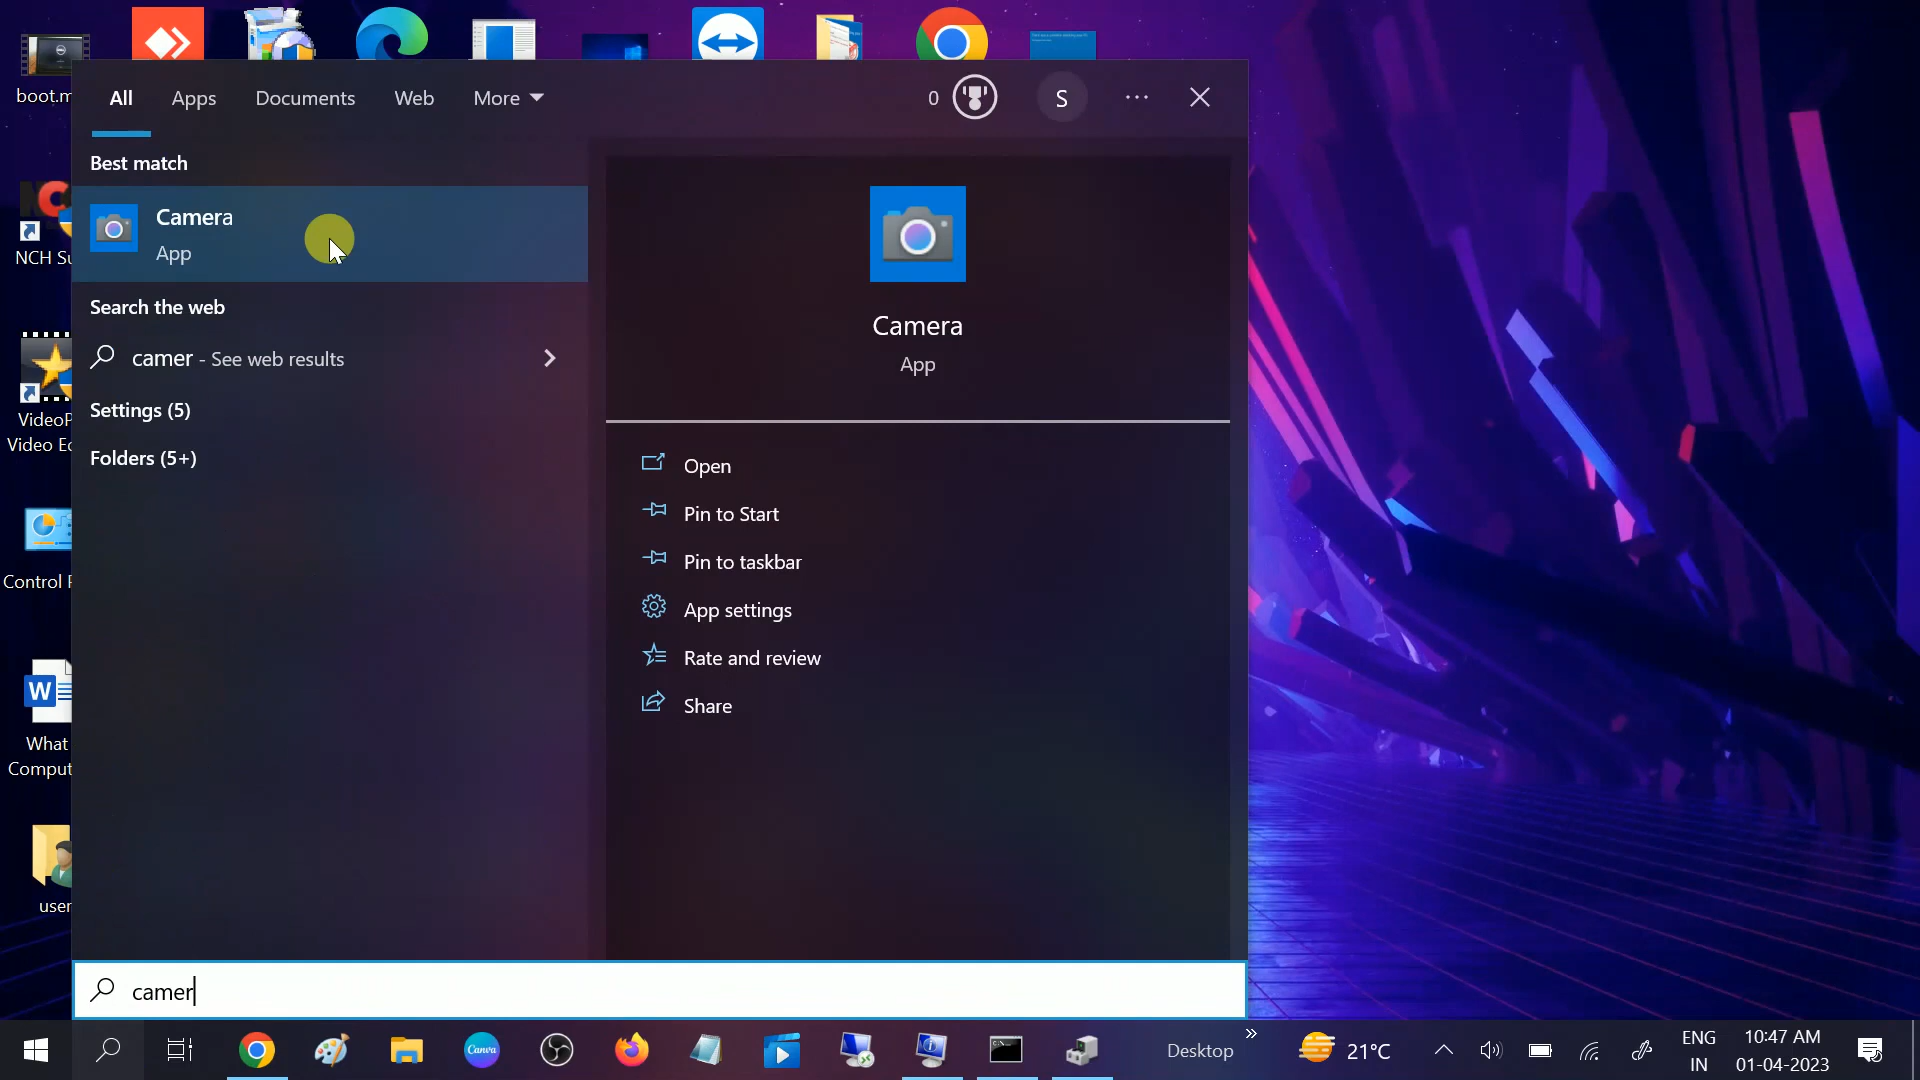 boot.m
NCH Su
VideoP
Video Ed
Control P
W
What
Comput
user
All
Apps
Documents
Web
More
0
S
Best match
Camera
App
Search the web
camer - See web results
Settings (5)
Folders (5+)
Camera
App
Open
Pin to Start
Pin to taskbar
App settings
Rate and review
Share
camer
Canva
Desktop
21°C
ENG
IN
10:47 AM
01-04-2023